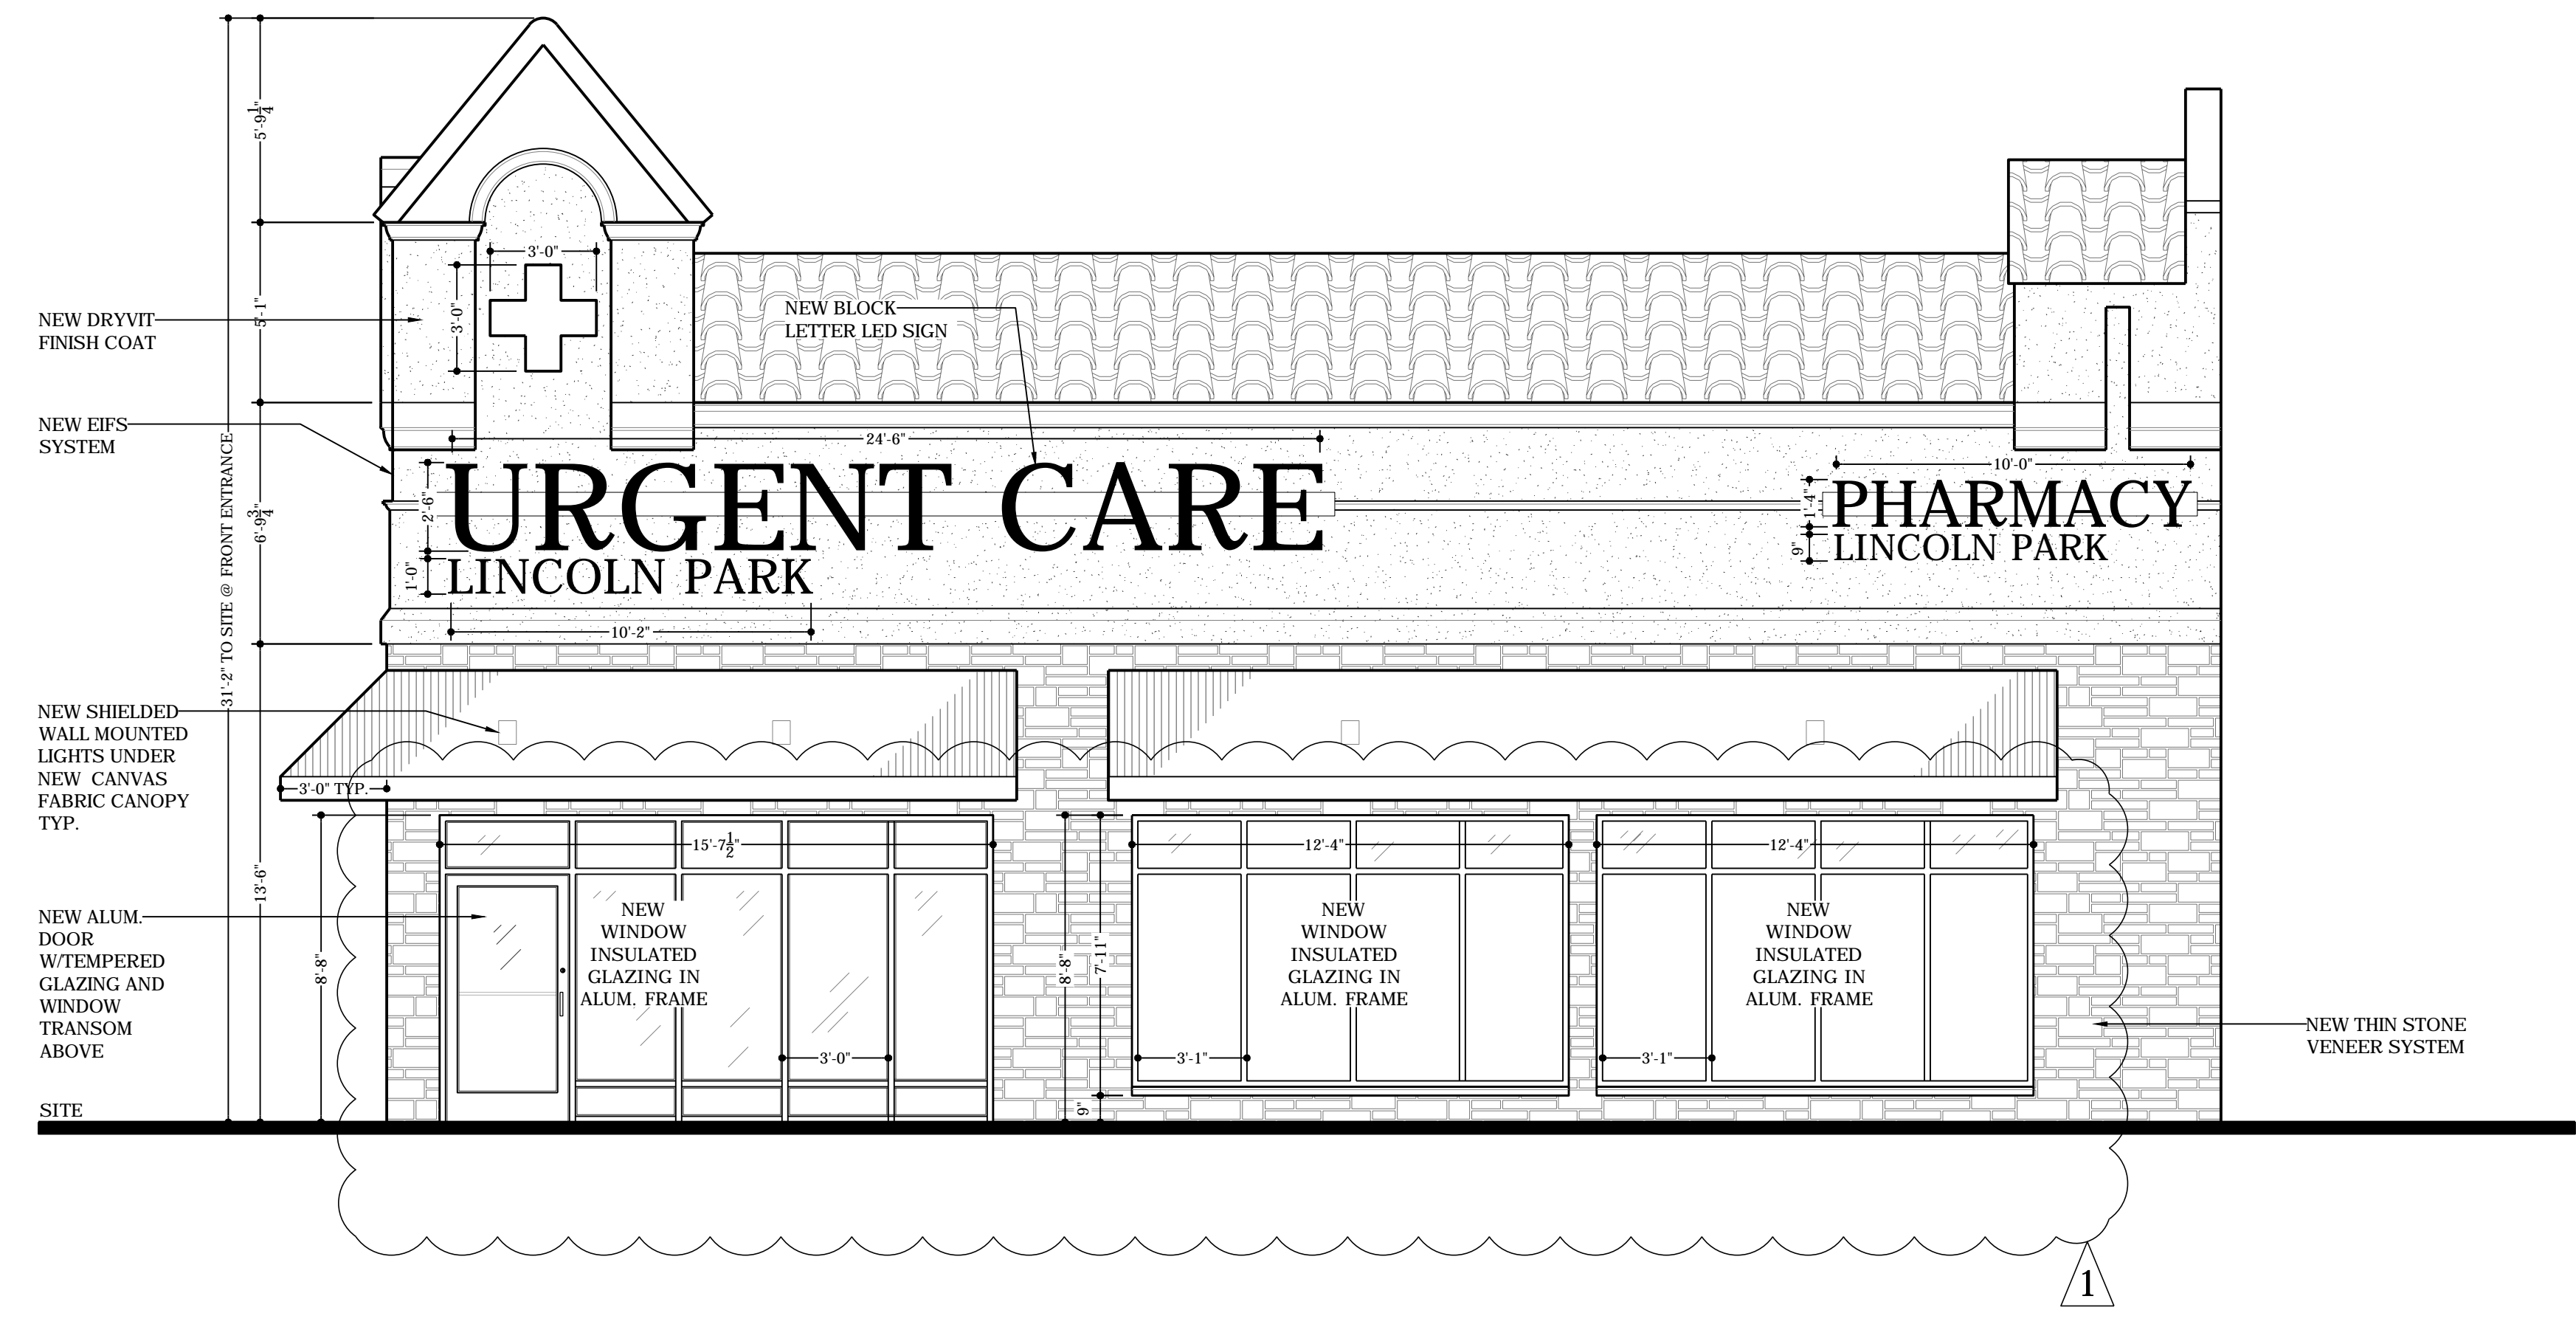 5'-9 1/4"
3'-0"
3'-0"
5'-1"
NEW BLOCK
LETTER LED SIGN
NEW DRYVIT
FINISH COAT
NEW EIFS
SYSTEM
24'-6"
10'-0"
31'-2" TO SITE @ FRONT ENTRANCE
6'-9 3/4"
2'-6"
URGENT CARE
1'-4"
PHARMACY
1'-0"
LINCOLN PARK
9"
LINCOLN PARK
10'-2"
NEW SHIELDED
WALL MOUNTED
LIGHTS UNDER
NEW CANVAS
FABRIC CANOPY
TYP.
3'-0" TYP.
13'-6"
15'-7 1/2"
12'-4"
12'-4"
NEW ALUM.
DOOR
W/TEMPERED
GLAZING AND
WINDOW
TRANSOM
ABOVE
8'-8"
NEW
WINDOW
INSULATED
GLAZING IN
ALUM. FRAME
8'-8"
7'-11"
NEW
WINDOW
INSULATED
GLAZING IN
ALUM. FRAME
NEW
WINDOW
INSULATED
GLAZING IN
ALUM. FRAME
3'-0"
3'-1"
3'-1"
NEW THIN STONE
VENEER SYSTEM
9"
SITE
1